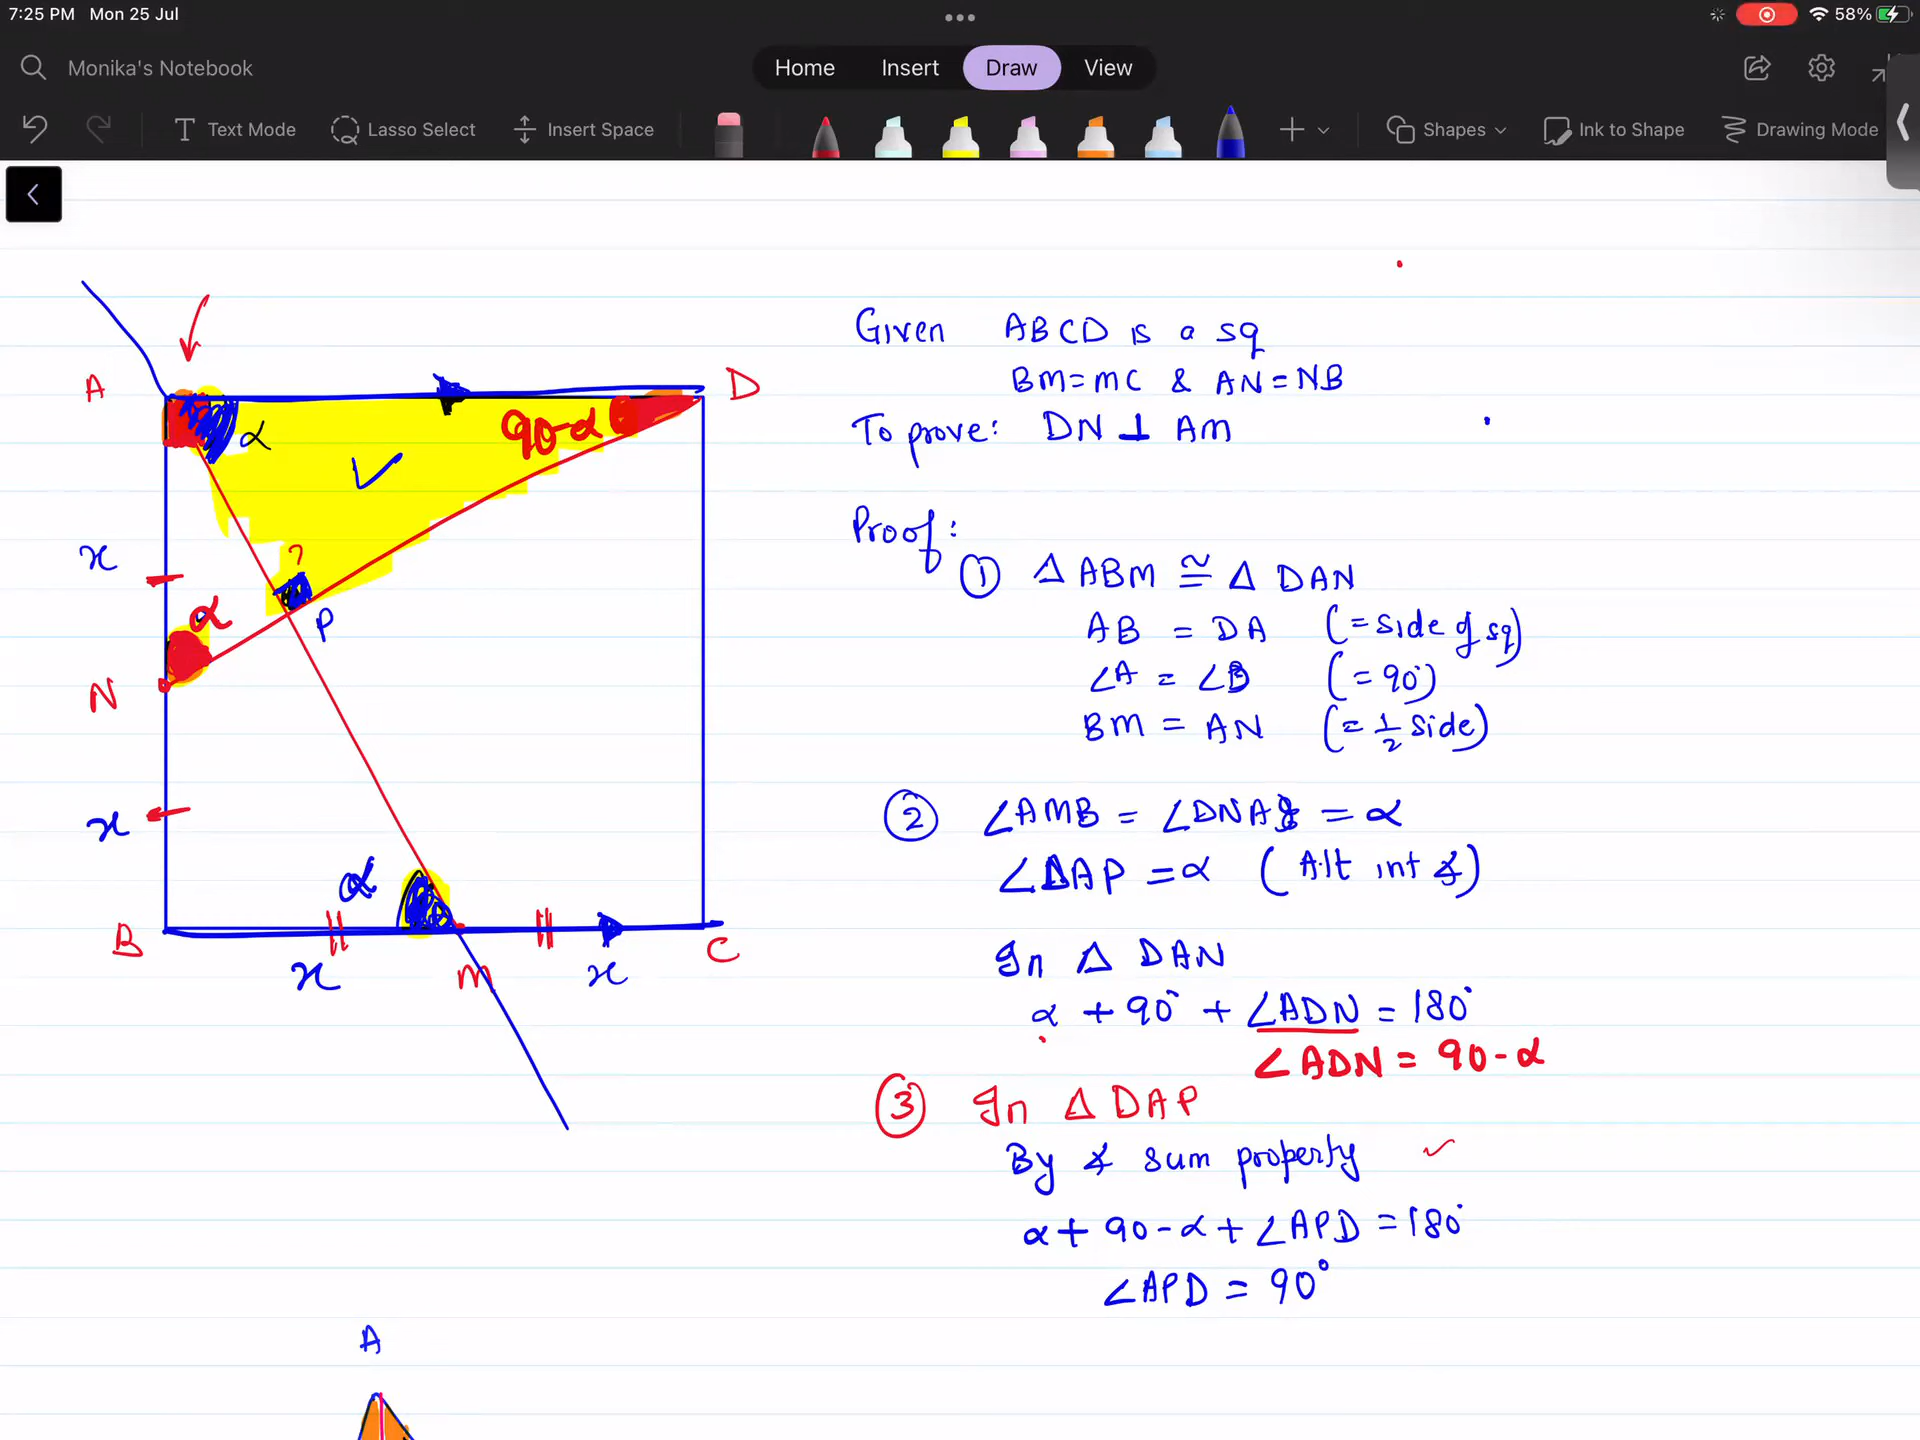 7:25 PM Mon 25 Jul
58%
Monika's Notebook
Home Insert Draw View
Text Mode Lasso Select Insert Space Shapes Ink to Shape Drawing Mode
Given ABCD is a sq
BM=MC & AN=NB
To prove: DN ⊥ AM
A
D
α
90-α
x
?
α
P
N
x
α
B
C
x
M
x
Proof:
① Δ ABM ≅ Δ DAN
AB = DA (= side of sq)
∠A = ∠B (= 90°)
BM = AN (= 1/2 side)
② ∠AMB = ∠DNA = α
∠DAP = α (Alt int ∡)
In Δ DAN
α + 90° + ∠ADN = 180°
∠ADN = 90-α
③ In Δ DAP
By ∡ sum property
α + 90-α + ∠APD = 180°
∠APD = 90°
A